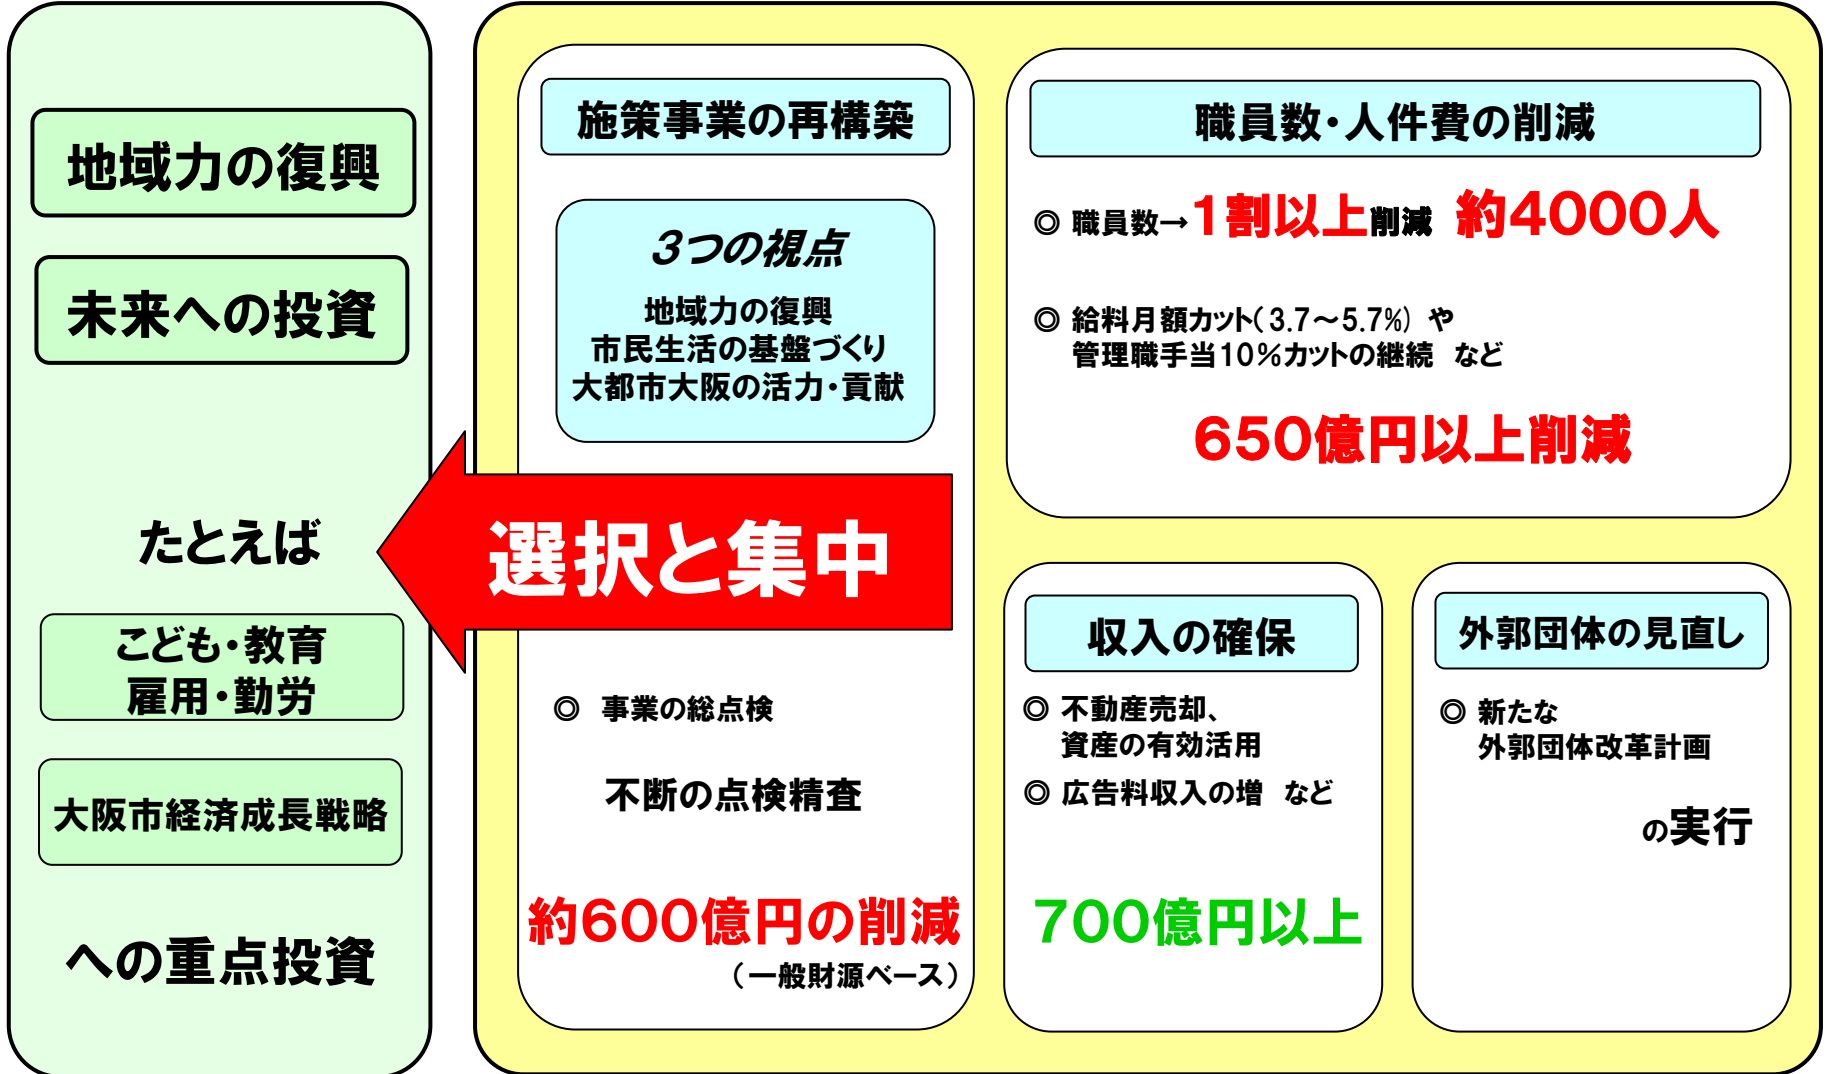 地域力の復興
未来への投資
たとえば
こども・教育
雇用・勤労
大阪市経済成長戦略
への重点投資
選択と集中
施策事業の再構築
３つの視点
地域力の復興
市民生活の基盤づくり
大都市大阪の活力・貢献
◎ 事業の総点検
不断の点検精査
約６００億円の削減
（一般財源ベース）
職員数・人件費の削減
◎ 職員数→１割以上削減 約４０００人
◎ 給料月額カット（3.7～5.7%）や
管理職手当１０％カットの継続 など
６５０億円以上削減
収入の確保
◎ 不動産売却、
資産の有効活用
◎ 広告料収入の増 など
７００億円以上
外郭団体の見直し
◎ 新たな
外郭団体改革計画
の実行